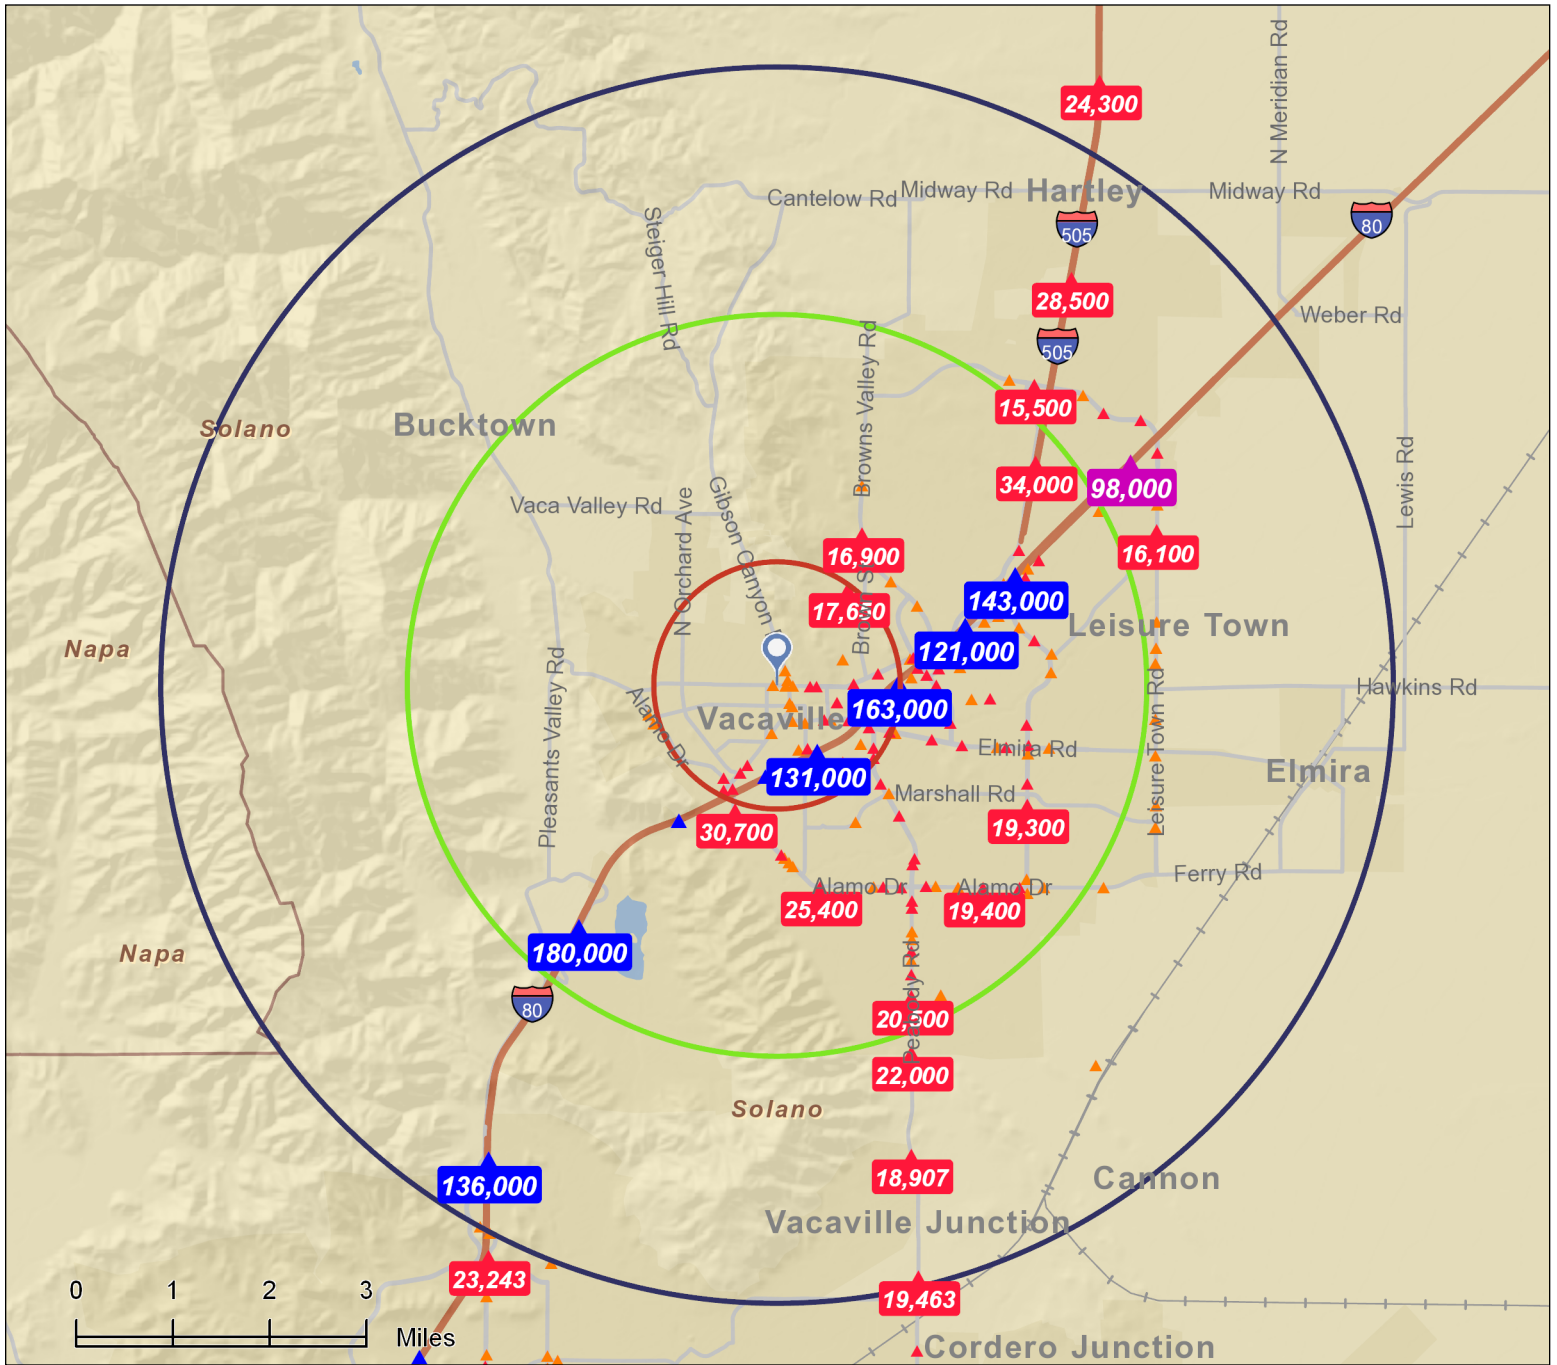 24,300
N Meridian Rd
Cantelow Rd
Midway Rd
Hartley
Midway Rd
505
80
Steiger Hill Rd
28,500
Weber Rd
505
Browns Valley Rd
15,500
Solano
Bucktown
Lewis Rd
34,000
98,000
Vaca Valley Rd
N Orchard Ave
Gibson Canyon
16,900
16,100
17,650
143,000
Leisure Town
Napa
121,000
Pleasants Valley Rd
Alamo Dr
Vacaville
163,000
Hawkins Rd
Leisure Town Rd
Elmira Rd
131,000
Elmira
Marshall Rd
30,700
19,300
Ferry Rd
Alamo Dr
Alamo Dr
25,400
19,400
Napa
180,000
80
Peabody Rd
22,000
Solano
18,907
136,000
Cannon
Vacaville Junction
23,243
19,463
0 1 2 3
Miles
Cordero Junction